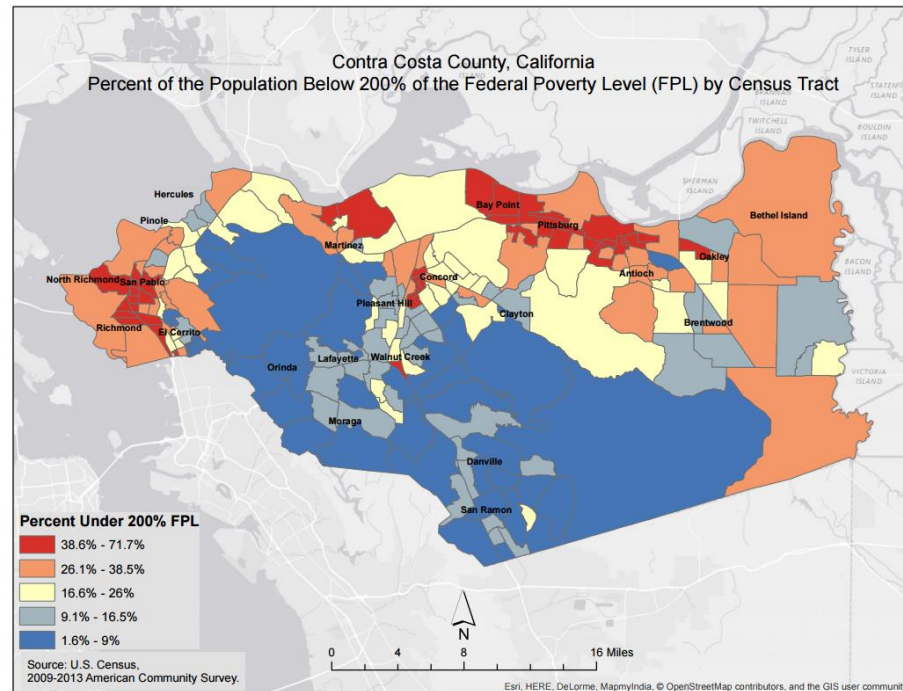 Contra Costa County, California
Percent of the Population Below 200% of the Federal Poverty Level (FPL) by Census Tract
TYLER
ISLAND
BRANNAN
ISLAND
TWITCHELL
ISLAND
BOULDIN
ISLAND
SHERMAN
ISLAND
Hercules
Bay Point
Bethel Island
Pinole
Pittsburg
Martinez
Oakley
BACON
ISLAND
North Richmond
San Pablo
Concord
Antioch
Pleasant Hill
Clayton
Brentwood
Richmond
El Cerrito
Lafayette
Walnut Creek
VICTORIA
ISLAND
Orinda
Moraga
Danville
San Ramon
Percent Under 200% FPL
38.6% - 71.7%
26.1% - 38.5%
16.6% - 26%
9.1% - 16.5%
1.6% - 9%
N
0 4 8 16 Miles
Source: U.S. Census,
2009-2013 American Community Survey.
Esri, HERE, DeLorme, MapmyIndia, © OpenStreetMap contributors, and the GIS user communit